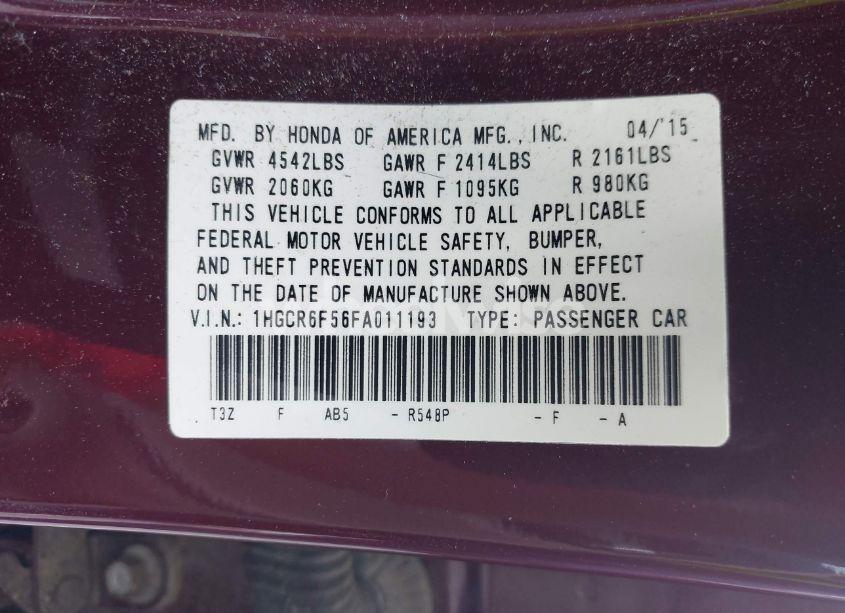 MFD. BY HONDA OF AMERICA MFG., INC. 04/'15
GVWR 4542LBS GAWR F 2414LBS R 2161LBS
GVWR 2060KG GAWR F 1095KG R 980KG
THIS VEHICLE CONFORMS TO ALL APPLICABLE
FEDERAL MOTOR VEHICLE SAFETY, BUMPER,
AND THEFT PREVENTION STANDARDS IN EFFECT
ON THE DATE OF MANUFACTURE SHOWN ABOVE.
V.I.N.: 1HGCR6F56FA011193 TYPE: PASSENGER CAR
T3Z F AB5 - R548P - F - A